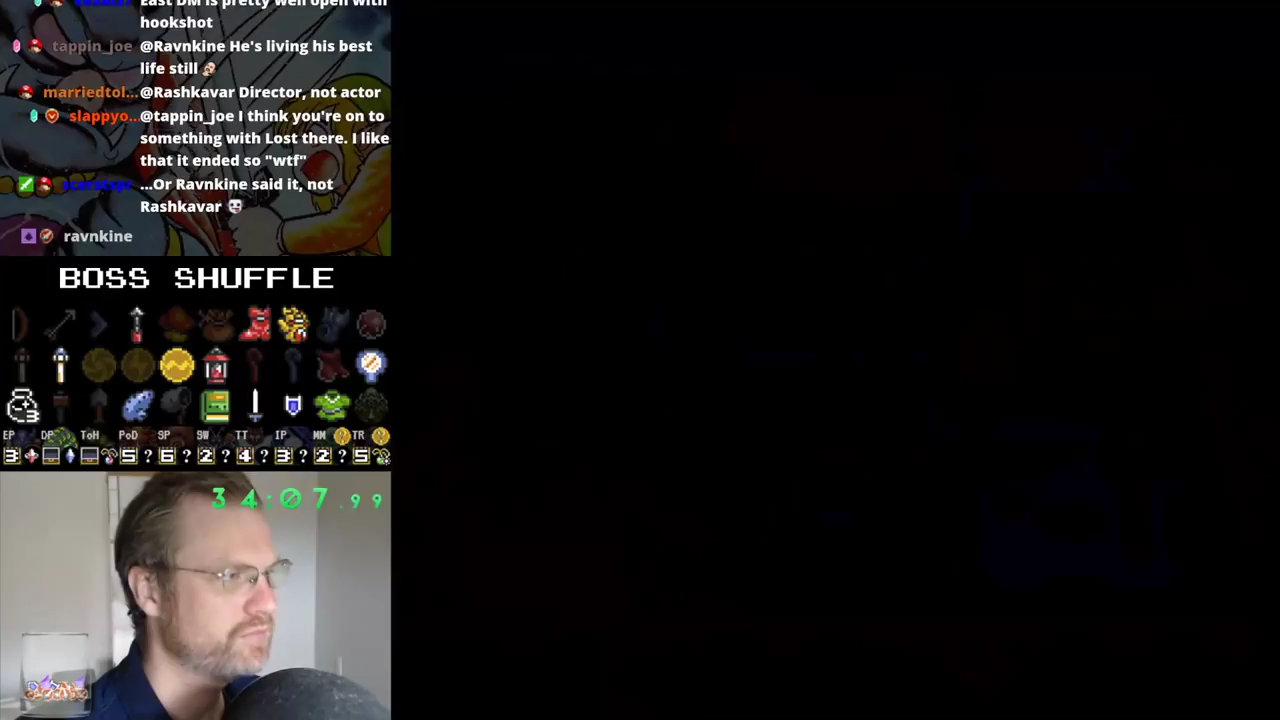 East DM is pretty well open with
hookshot
tappin_joe @Ravnkine He's living his best
life still
marriedtol... @Rashkavar Director, not actor
slappyo... @tappin_joe I think you're on to
something with Lost there. I like
that it ended so "wtf"
...Or Ravnkine said it, not
Rashkavar
ravnkine
BOSS SHUFFLE
3
EP DP ToH PoD SP SW TT IP MM ? TR ?
3 5 ? 6 ? 2 ? 4 ? 3 ? 2 ? 5
34:07.99